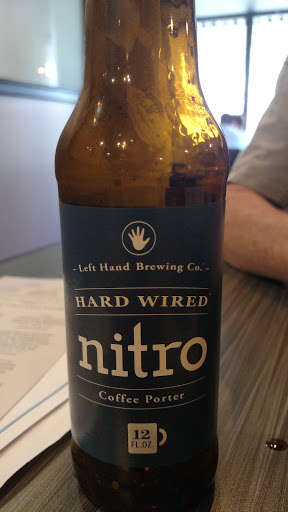 - Left Hand Brewing Co. -
HARD WIRED
nitro
Coffee Porter
12
FL.OZ.